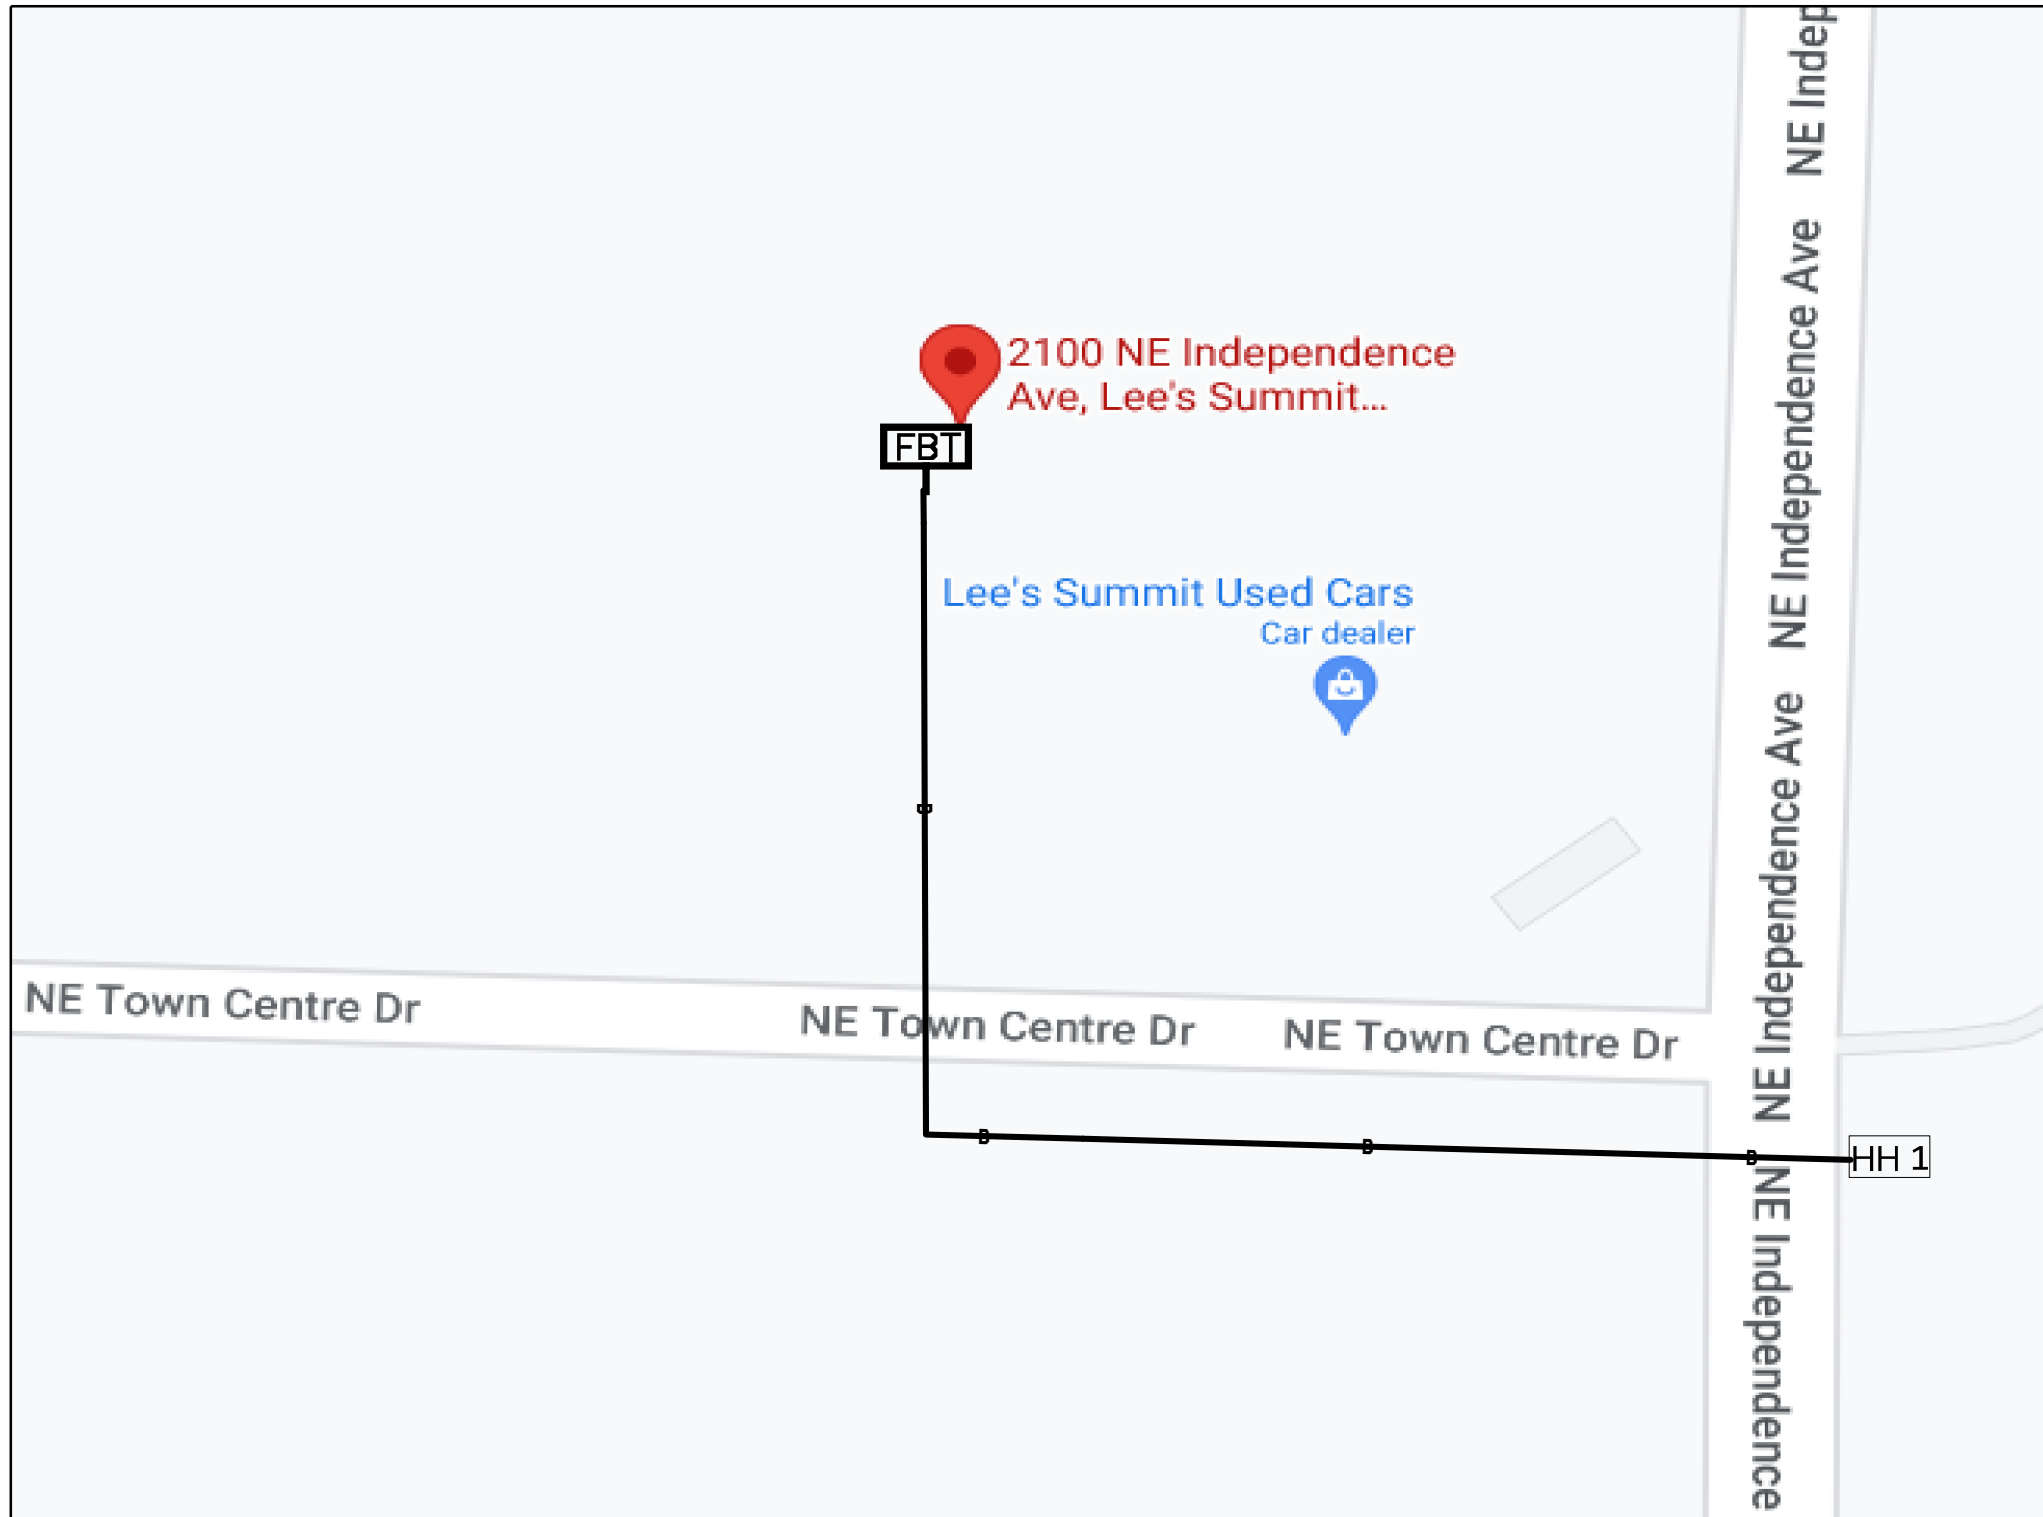 NE Indep
NE Independence Ave
2100 NE Independence
Ave, Lee's Summit...
FBT
Lee's Summit Used Cars
Car dealer
B
NE Independence Ave
NE Town Centre Dr
NE Town Centre Dr
NE Town Centre Dr
B
B
B
HH 1
NE Independence